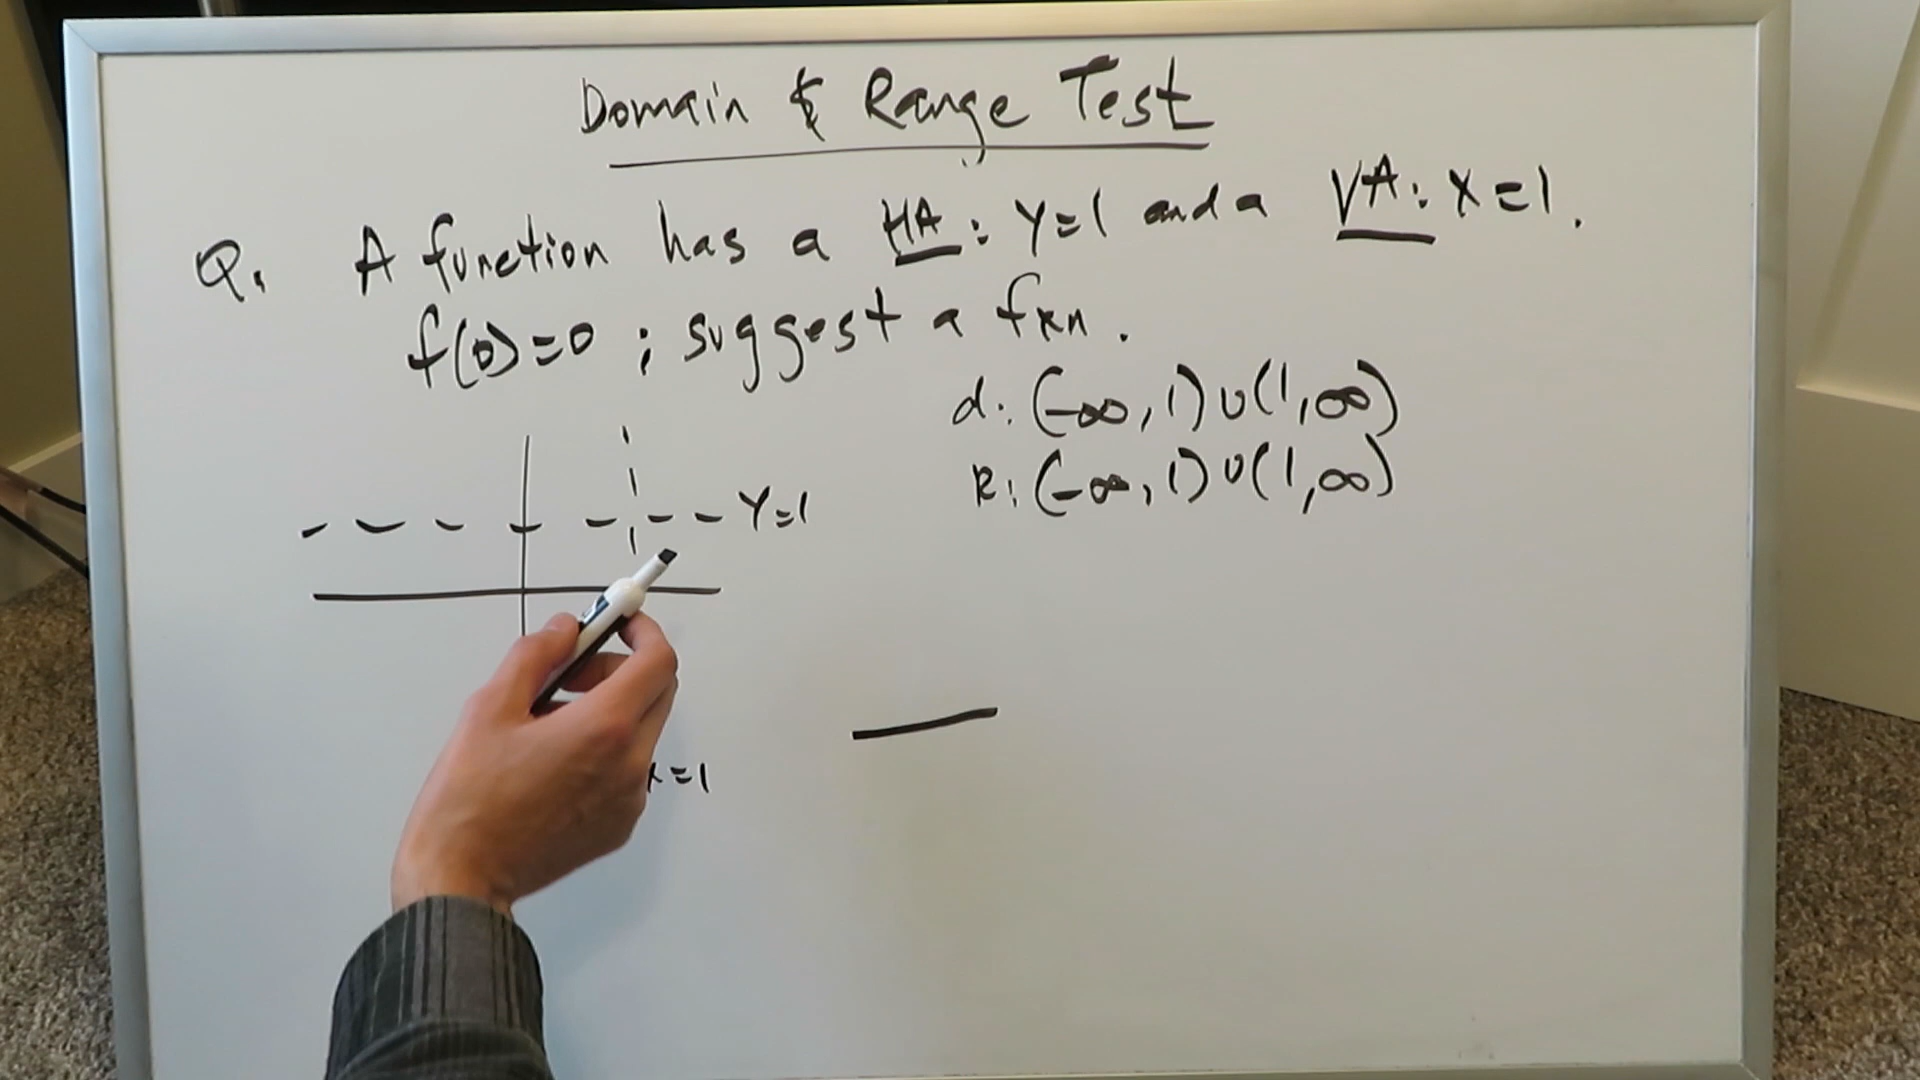 Domain & Range Test
Q. A function has a HA: y=1 and a VA: x=1.
f(0)=0 ; suggest a fxn.
d: (-∞, 1) ∪ (1, ∞)
R: (-∞, 1) ∪ (1, ∞)
y=1
x=1